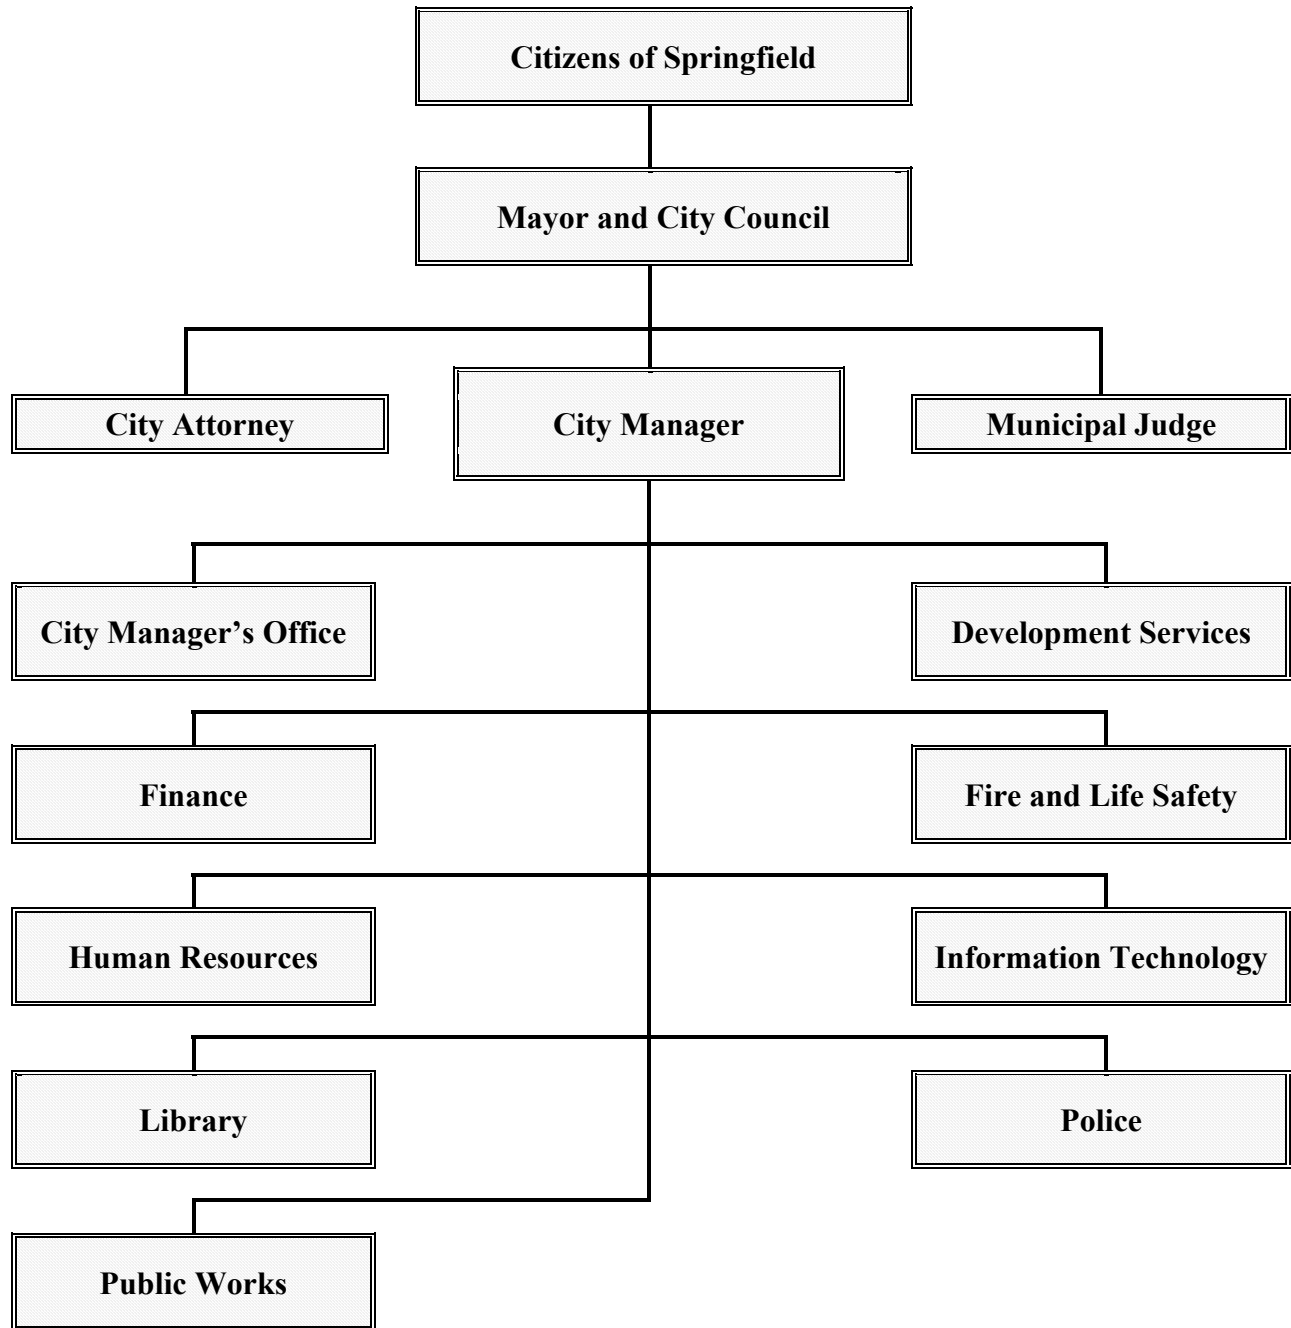 Citizens of Springfield
Mayor and City Council
City Attorney
City Manager
Municipal Judge
City Manager’s Office
Development Services
Finance
Fire and Life Safety
Human Resources
Information Technology
Library
Police
Public Works